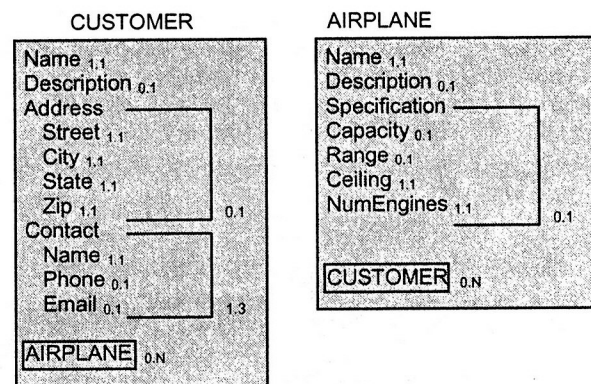 CUSTOMER
Name 1.1
Description 0.1
Address
Street 1.1
City 1.1
State 1.1
Zip 1.1
0.1
Contact
Name 1.1
Phone 0.1
Email 0.1
1.3
AIRPLANE 0.N
AIRPLANE
Name 1.1
Description 0.1
Specification
Capacity 0.1
Range 0.1
Ceiling 1.1
NumEngines 1.1
0.1
CUSTOMER 0.N